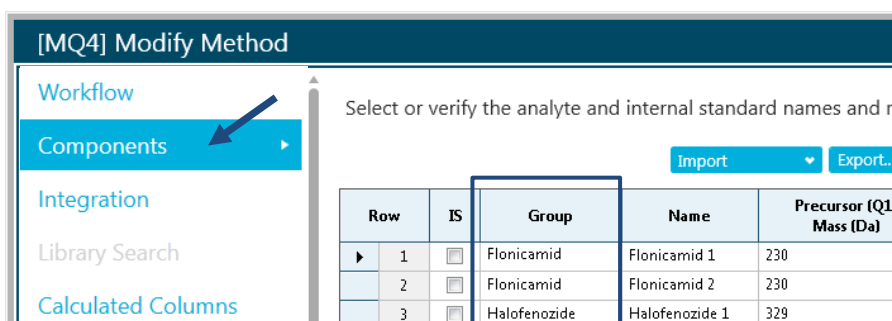 [MQ4] Modify Method
Workflow
Components
Integration
Library Search
Calculated Columns
Select or verify the analyte and internal standard names and
Import
Export..
Row IS Group Name Precursor (Q1
Mass (Da)
1 Flonicamid Flonicamid 1 230
2 Flonicamid Flonicamid 2 230
3 Halofenozide Halofenozide 1 329